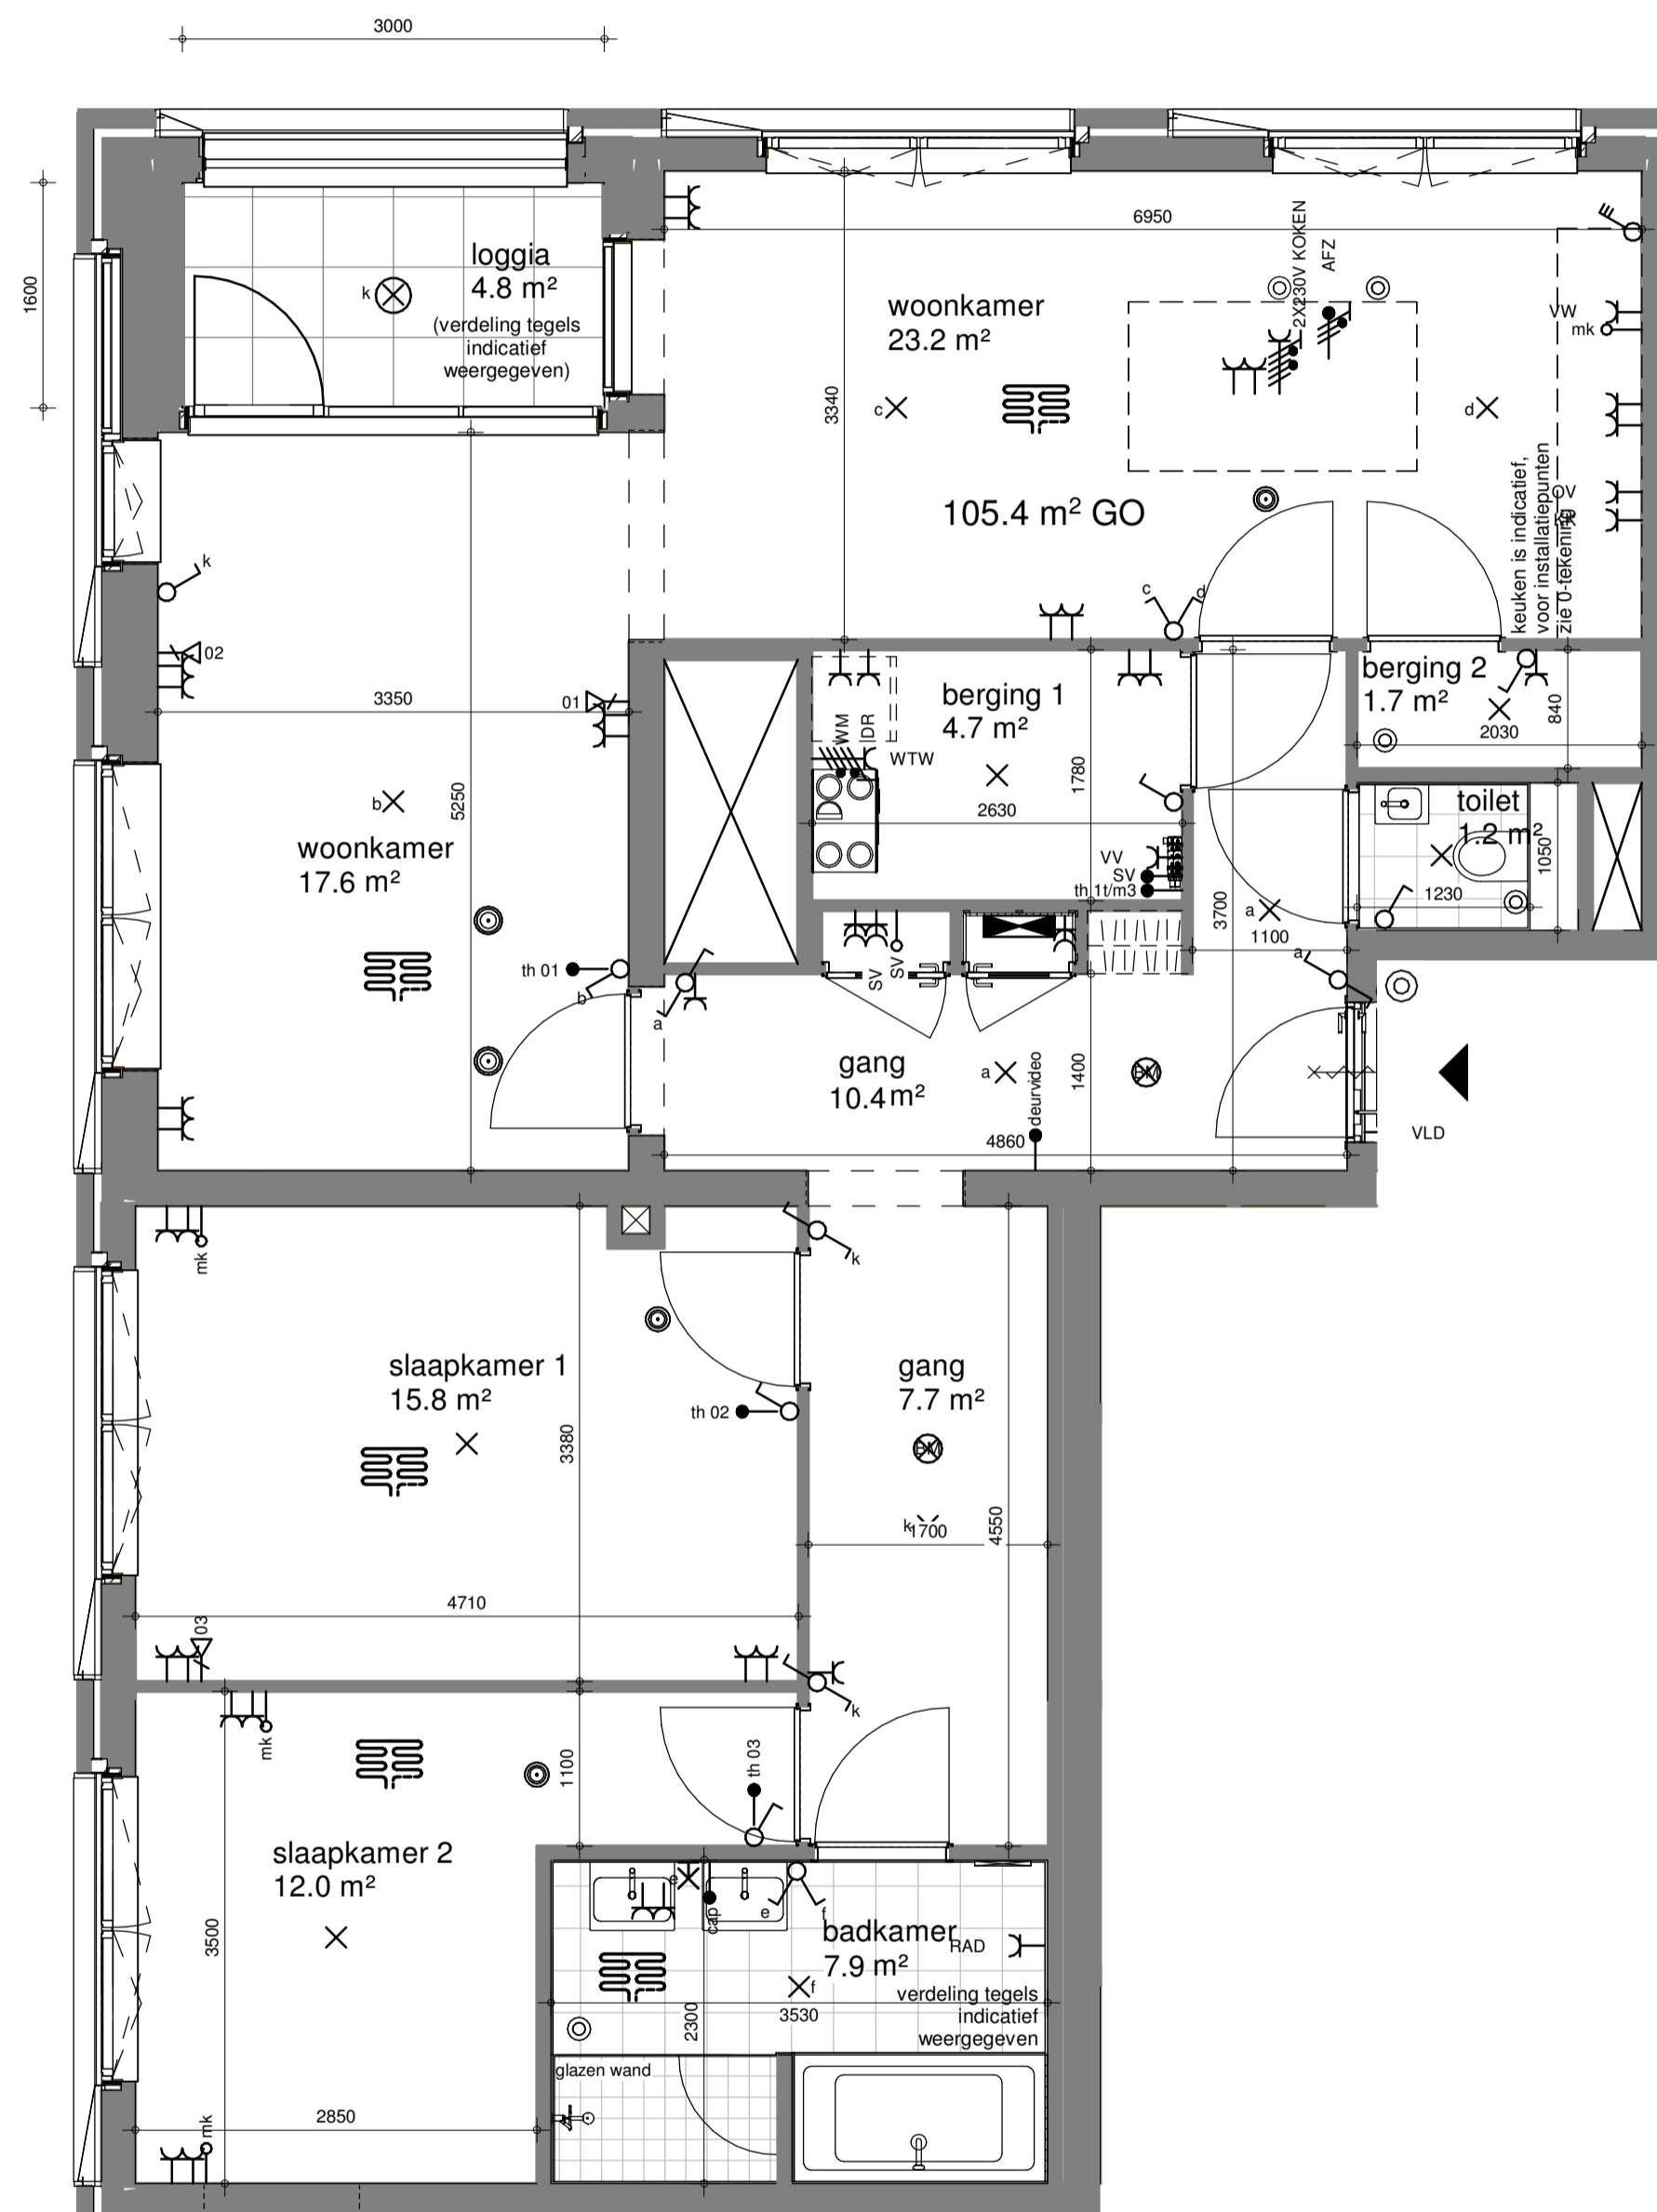 3000
1600
loggia
4.8 m²
k
(verdeling tegels
indicatief
weergegeven)
6950
woonkamer
23.2 m²
2X230V KOKEN
AFZ
VW
mk
3340
c
d
105.4 m² GO
keuken is indicatief,
voor installatiepunten
zie 0-tekening
OV
k
02
c
d
3350
01
berging 1
4.7 m²
WM
DR
WTW
1780
2630
berging 2
1.7 m²
840
2030
b
5250
woonkamer
17.6 m²
toilet
1.2 m²
1050
1230
VV
SV
th 1t/m3
3700
a
1100
a
th 01
b
a
SV
SV
gang
10.4m²
a
deurvideo
1400
BM
4860
VLD
mk
k
slaapkamer 1
15.8 m²
th 02
3380
gang
7.7 m²
BM
k
1700
4550
4710
03
k
mk
1100
th 03
slaapkamer 2
12.0 m²
3500
e
cap
e
f
badkamer
7.9 m²
RAD
f
verdeling tegels
indicatief
weergegeven
2300
3530
glazen wand
2850
mk